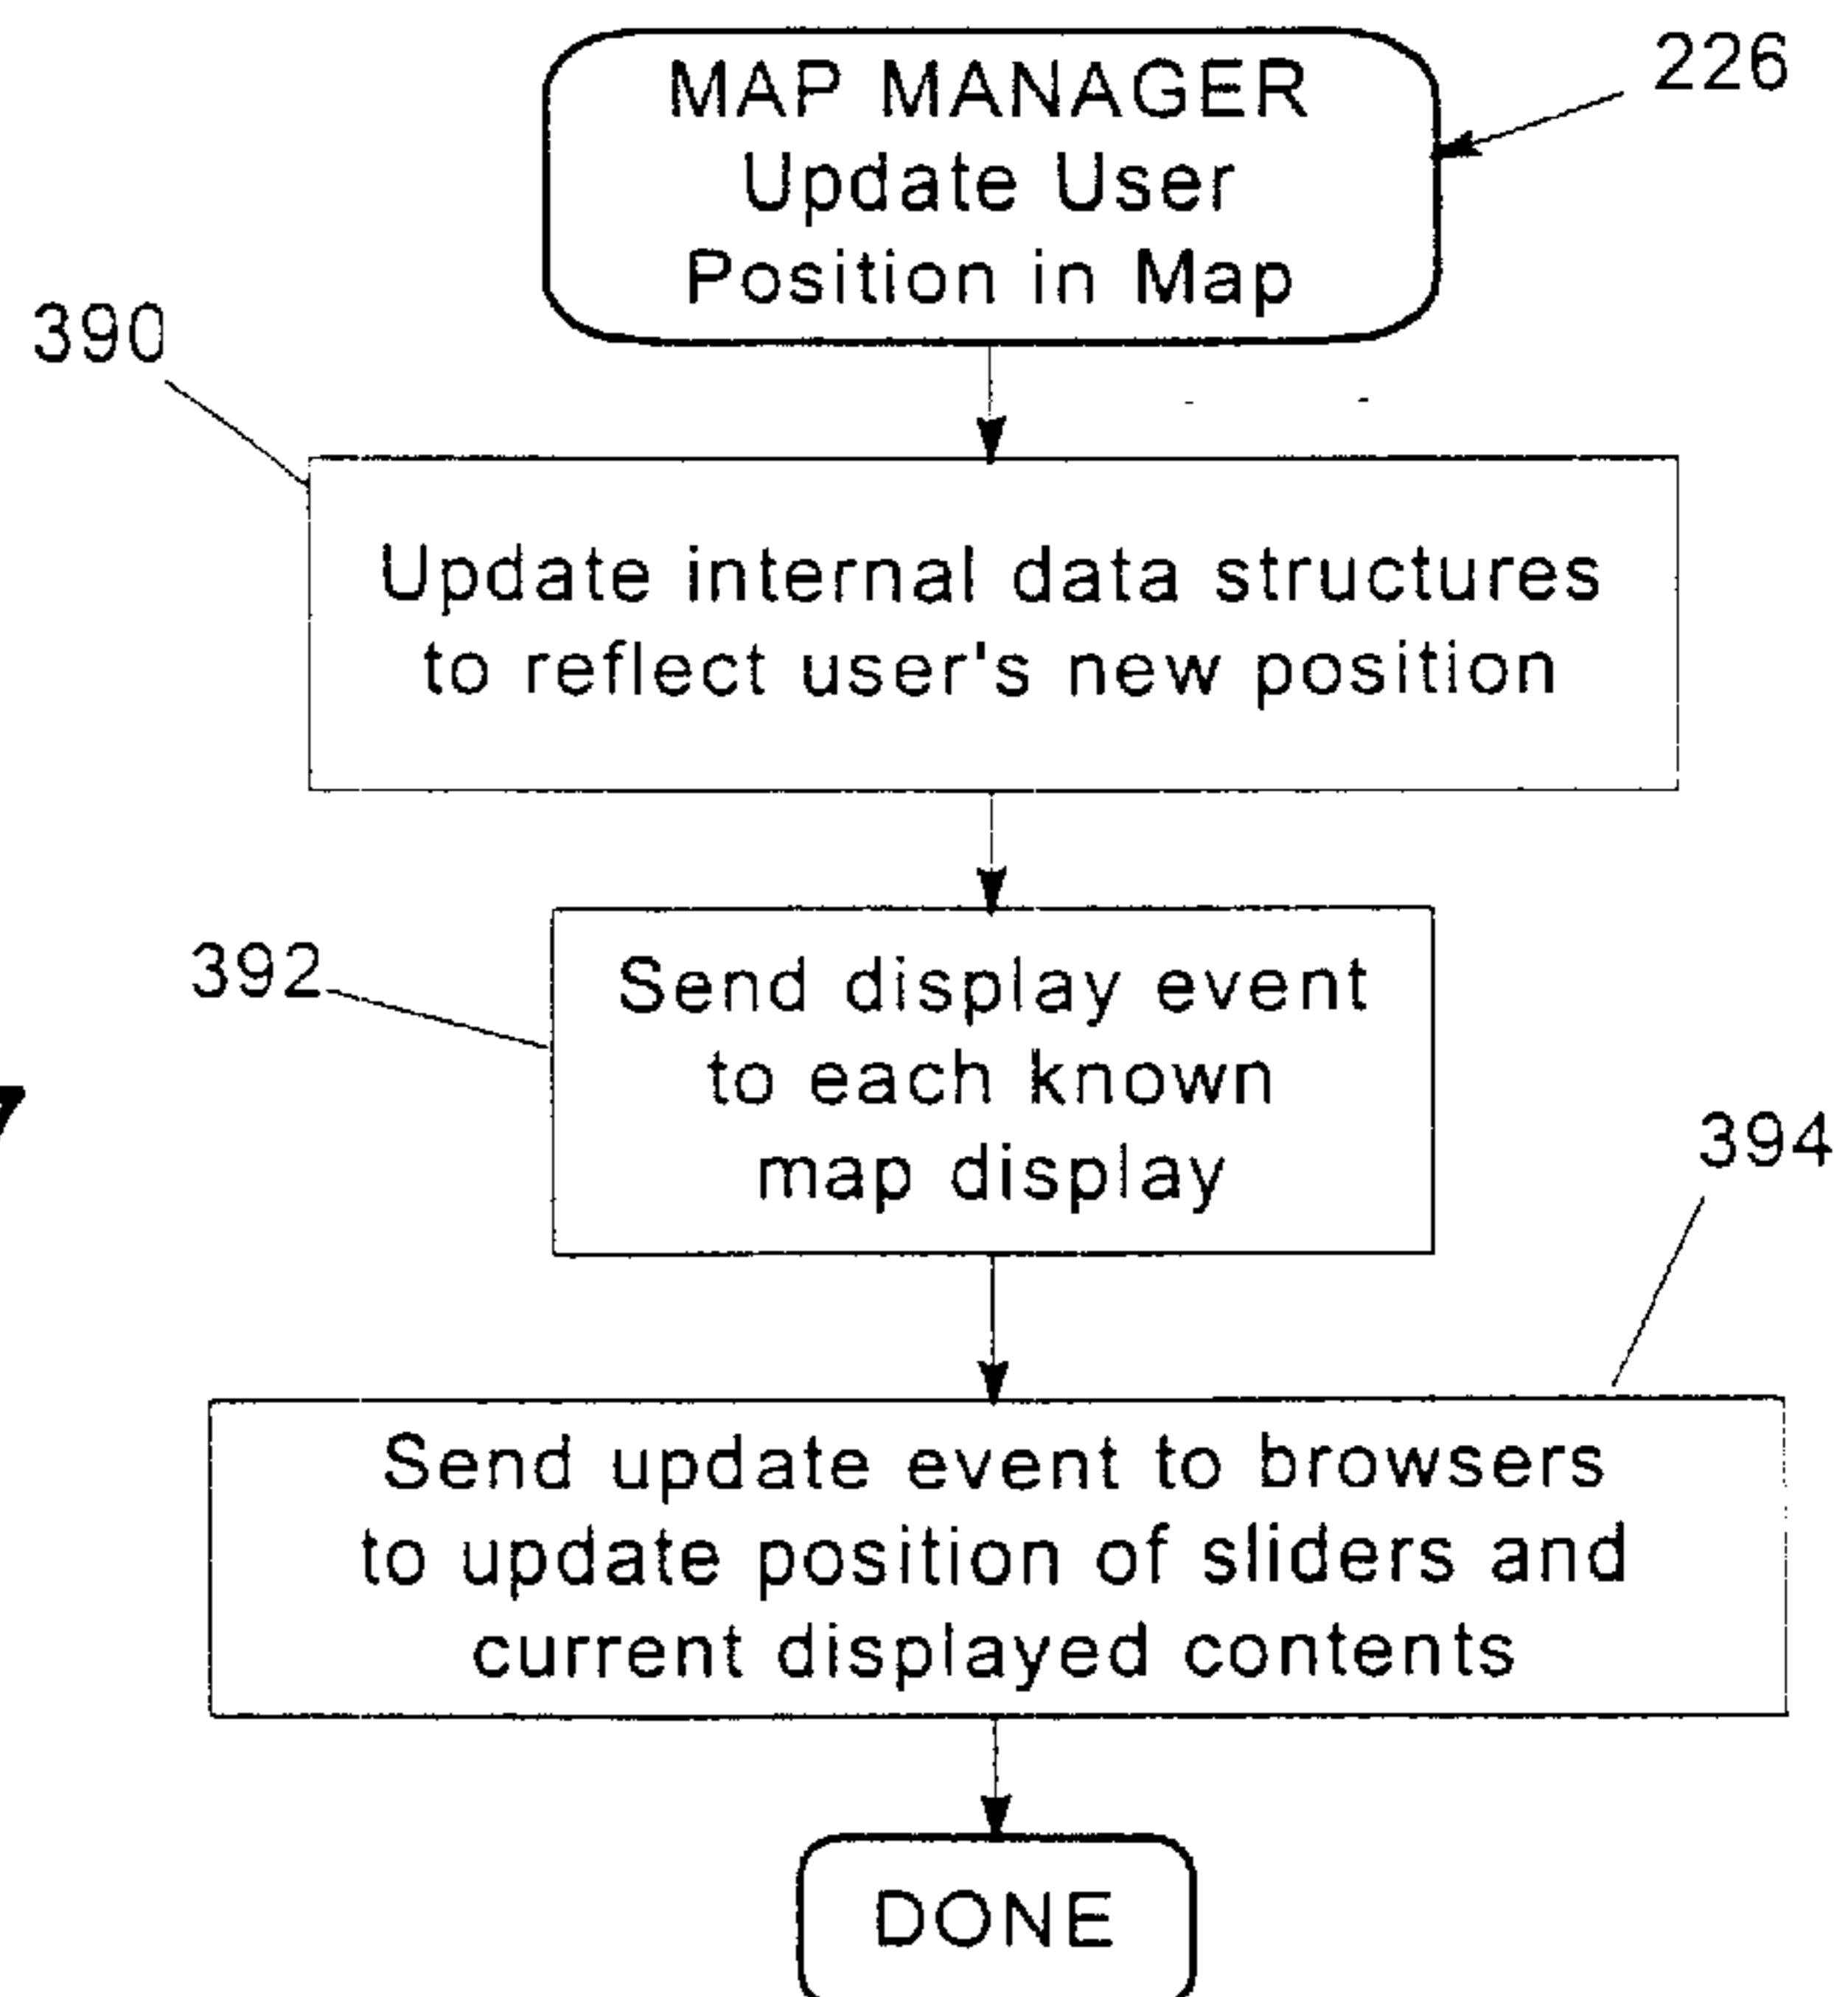 MAP MANAGER
Update User
Position in Map
226
390
Update internal data structures
to reflect user's new position
392
Send display event
to each known
map display
7
394
Send update event to browsers
to update position of sliders and
current displayed contents
DONE